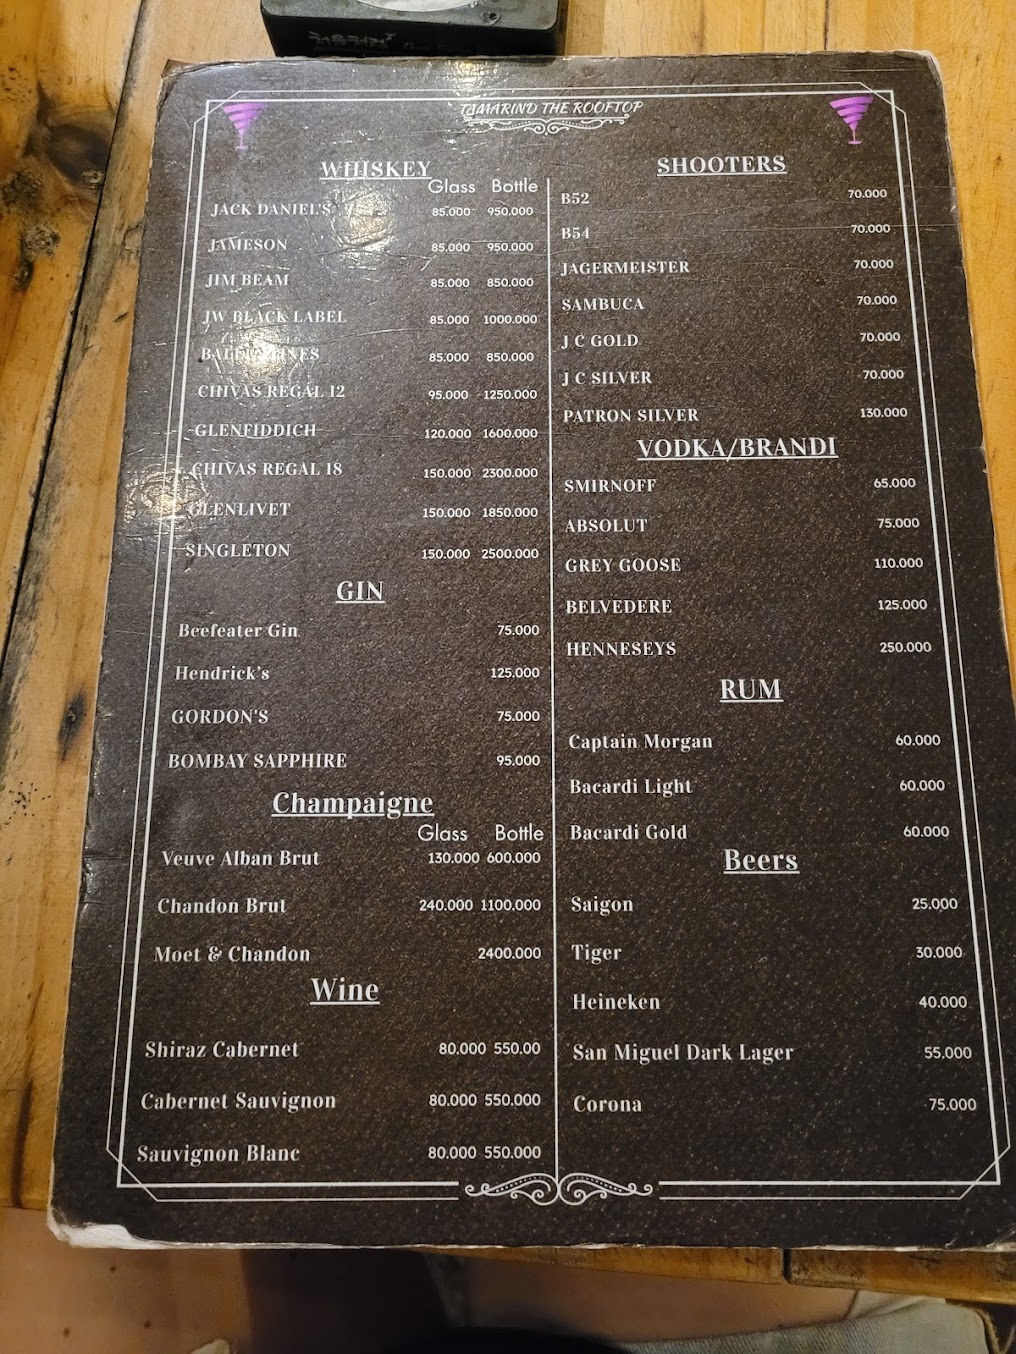 TAMARIND THE ROOFTOP
WHISKEY
Glass Bottle
JACK DANIEL'S 85.000 950.000
JAMESON 85.000 950.000
JIM BEAM 85.000 850.000
JW BLACK LABEL 85.000 1000.000
BALLENTINES 85.000 850.000
CHIVAS REGAL 12 95.000 1250.000
GLENFIDDICH 120.000 1600.000
CHIVAS REGAL 18 150.000 2300.000
GLENLIVET 150.000 1850.000
SINGLETON 150.000 2500.000
GIN
Beefeater Gin 75.000
Hendrick's 125.000
GORDON'S 75.000
BOMBAY SAPPHIRE 95.000
Champaigne
Glass Bottle
Veuve Alban Brut 130.000 600.000
Chandon Brut 240.000 1100.000
Moet & Chandon 2400.000
Wine
Shiraz Cabernet 80.000 550.00
Cabernet Sauvignon 80.000 550.000
Sauvignon Blanc 80.000 550.000
SHOOTERS
B52 70.000
B54 70.000
JAGERMEISTER 70.000
SAMBUCA 70.000
J C GOLD 70.000
J C SILVER 70.000
PATRON SILVER 130.000
VODKA/BRANDI
SMIRNOFF 65.000
ABSOLUT 75.000
GREY GOOSE 110.000
BELVEDERE 125.000
HENNESEYS 250.000
RUM
Captain Morgan 60.000
Bacardi Light 60.000
Bacardi Gold 60.000
Beers
Saigon 25.000
Tiger 30.000
Heineken 40.000
San Miguel Dark Lager 55.000
Corona 75.000